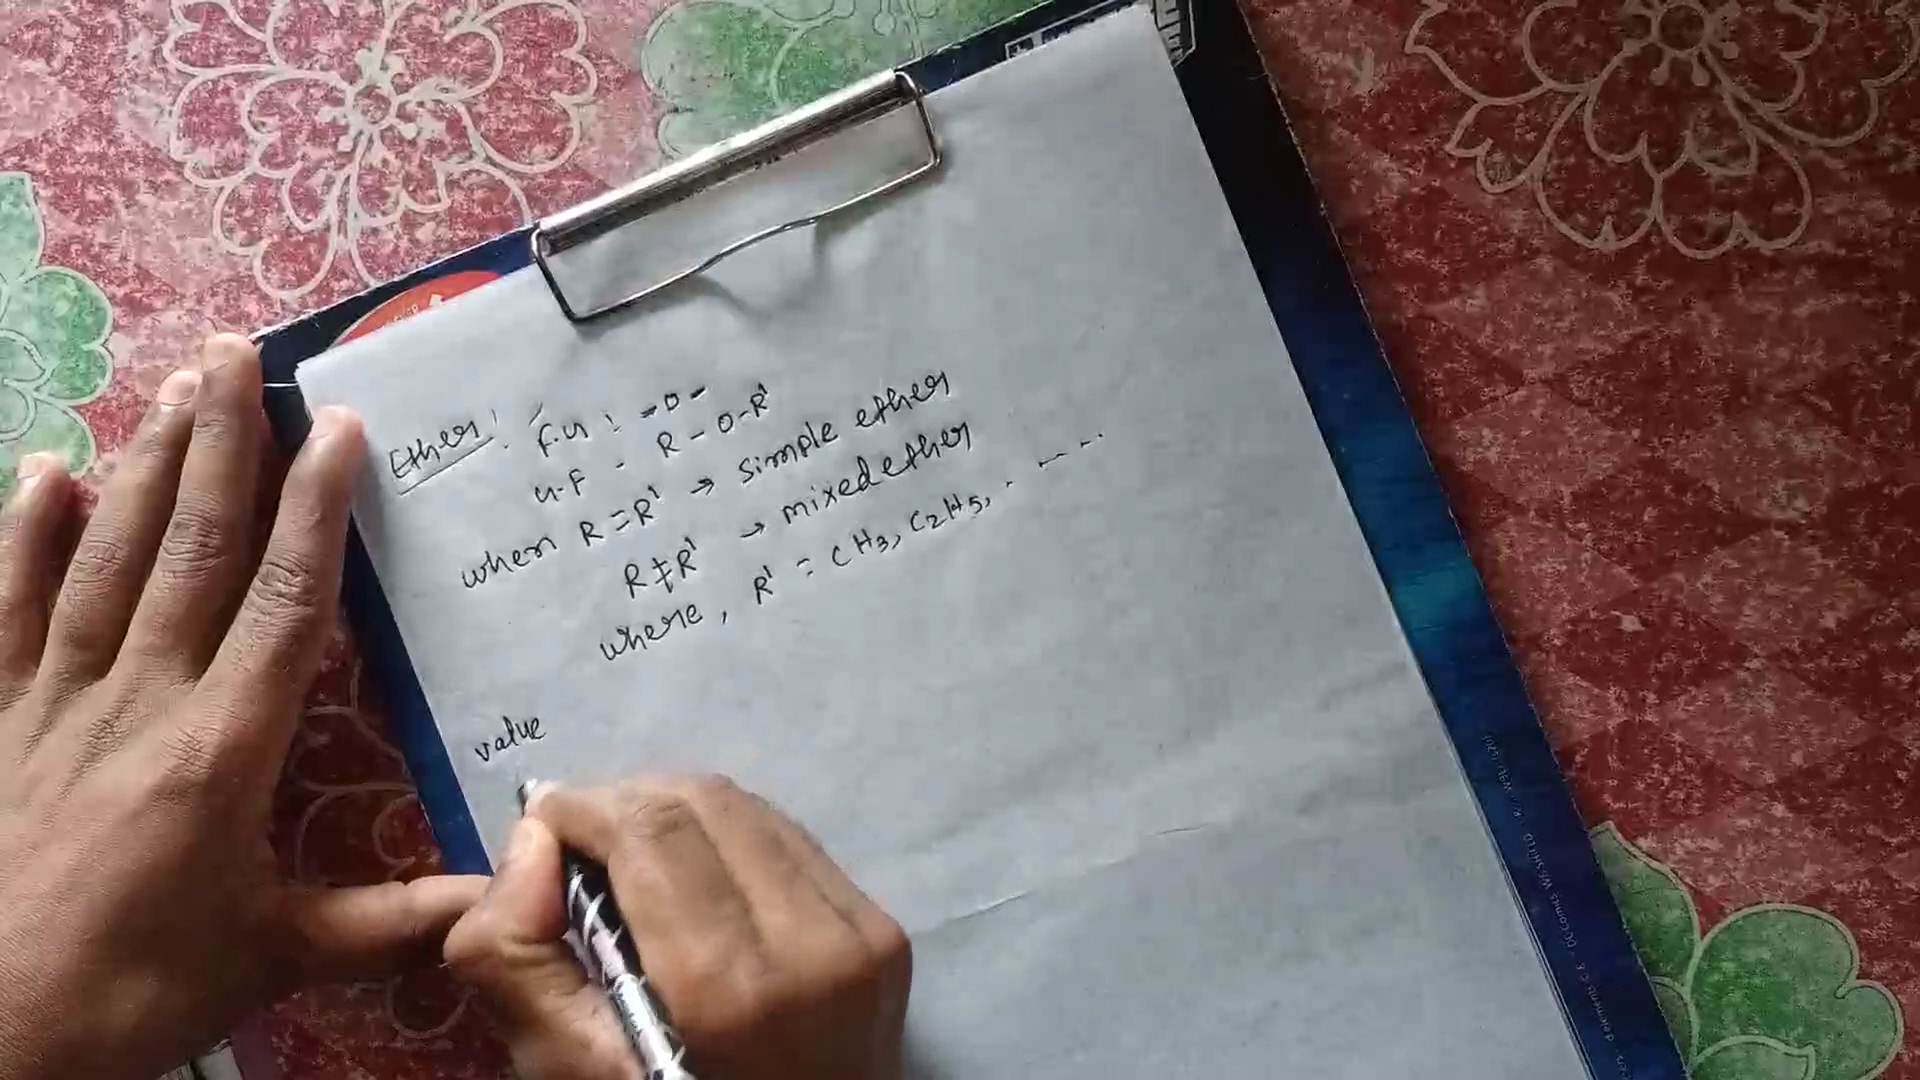 Ether: F.G : -O-
G.F - R-O-R'
when R=R' → simple ether
R≠R' → mixed ether
where, R' = CH3, C2H5, . — - .
value